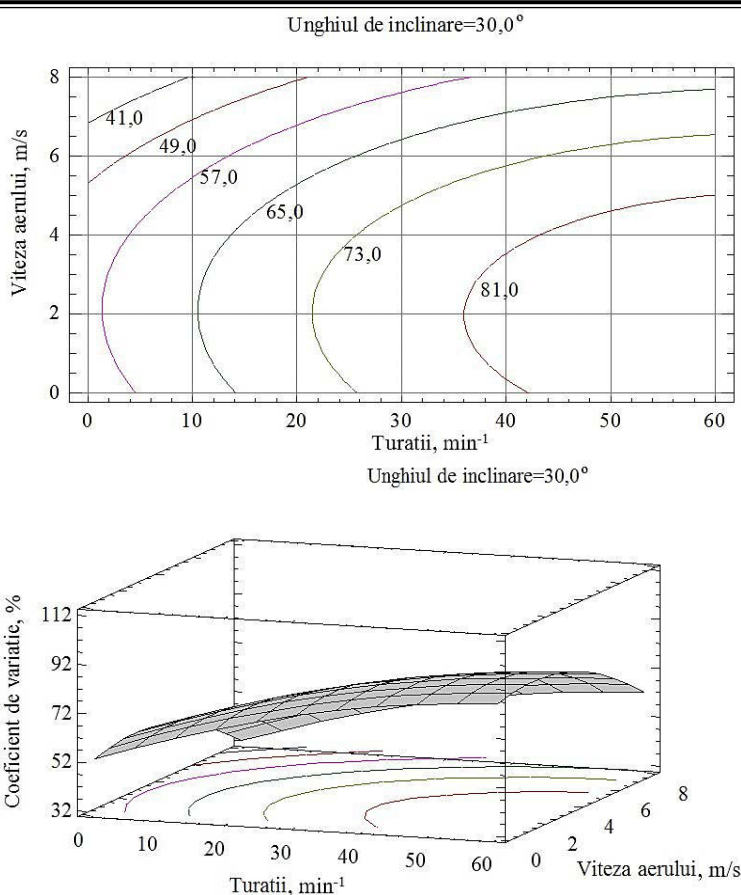 Unghiul de inclinare=30,0°
8
6
4
2
0
Viteza aerului, m/s
41,0
49,0
57,0
65,0
73,0
81,0
0 10 20 30 40 50 60
Turatii, min-1
Unghiul de inclinare=30,0°
Coeficient de variatie, %
112
92
72
52
32
0 10 20 30 40 50 60
Turatii, min-1
0 2 4 6 8
Viteza aerului, m/s